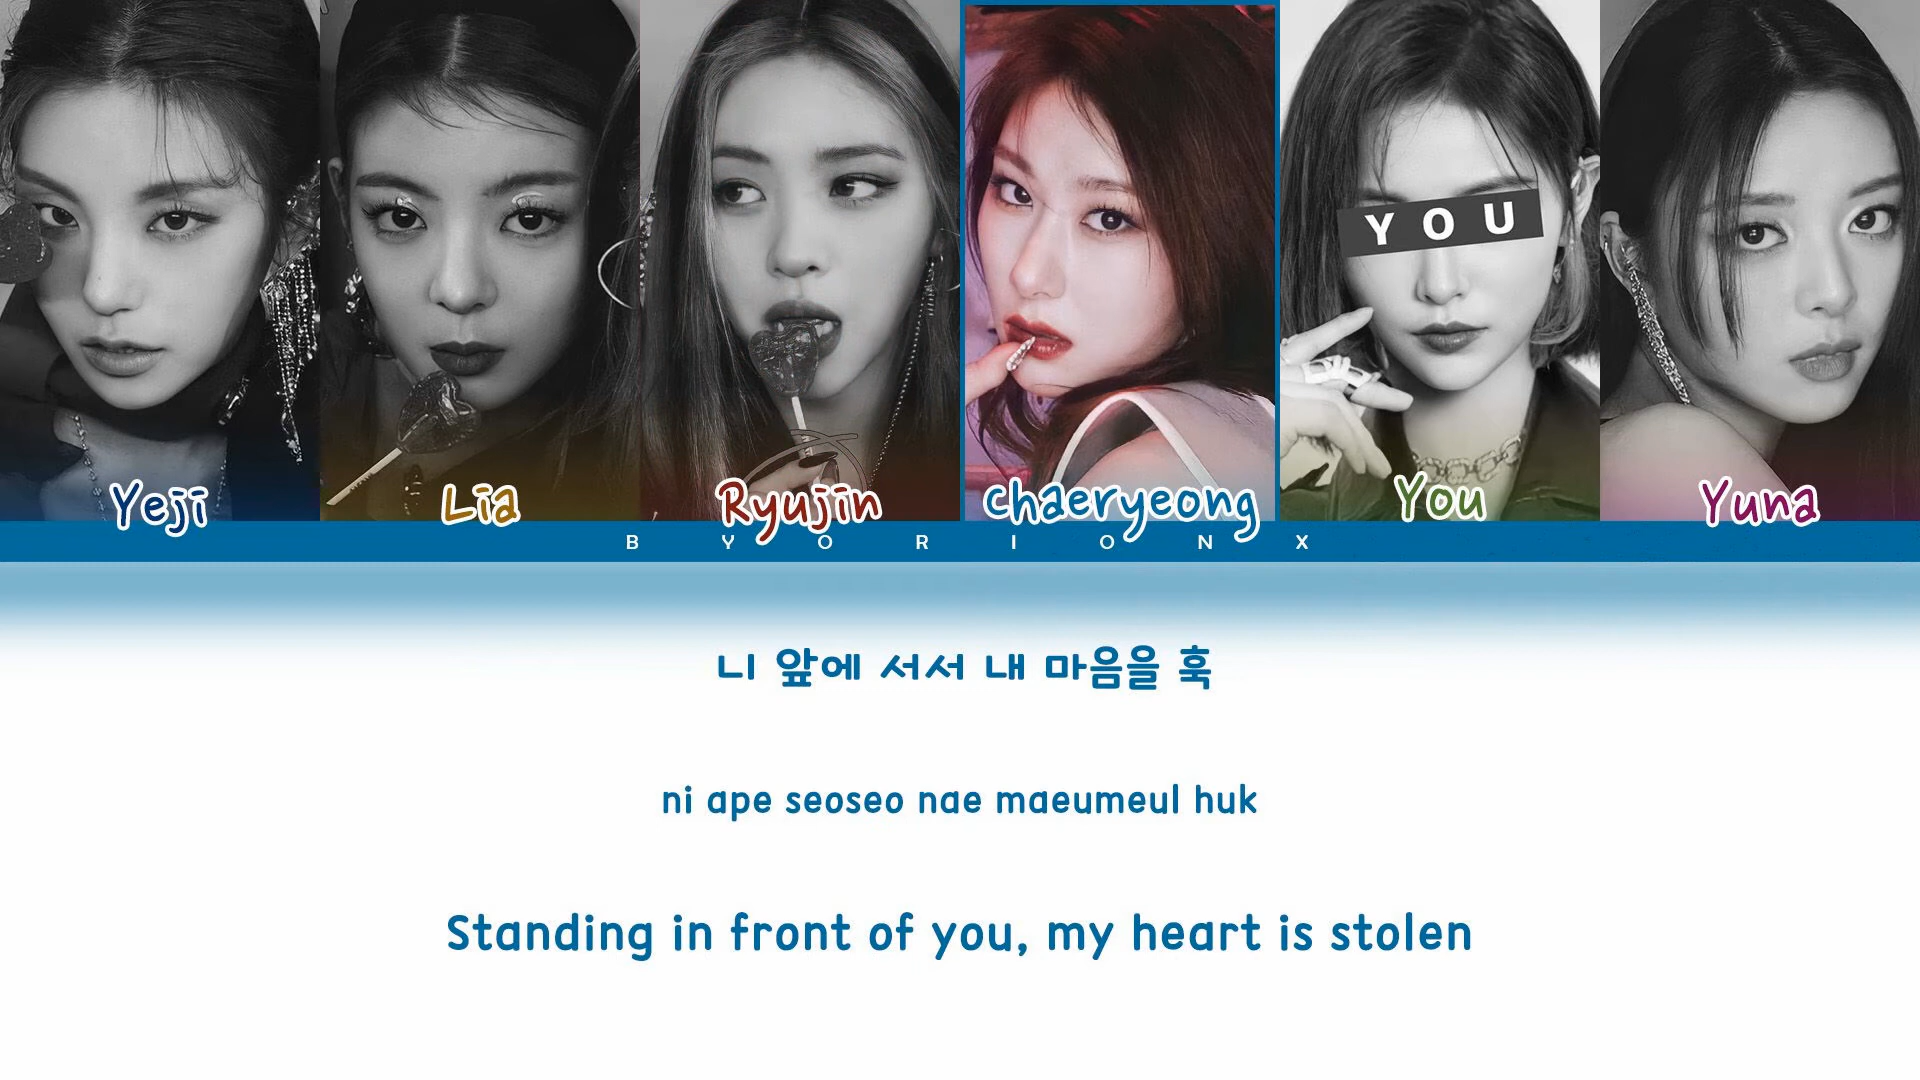 YOU
Yeji Lia Ryujin chaeryeong You Yuna
BYORIONX
니 앞에 서서 내 마음을 훅
ni ape seoseo nae maeumeul huk
Standing in front of you, my heart is stolen